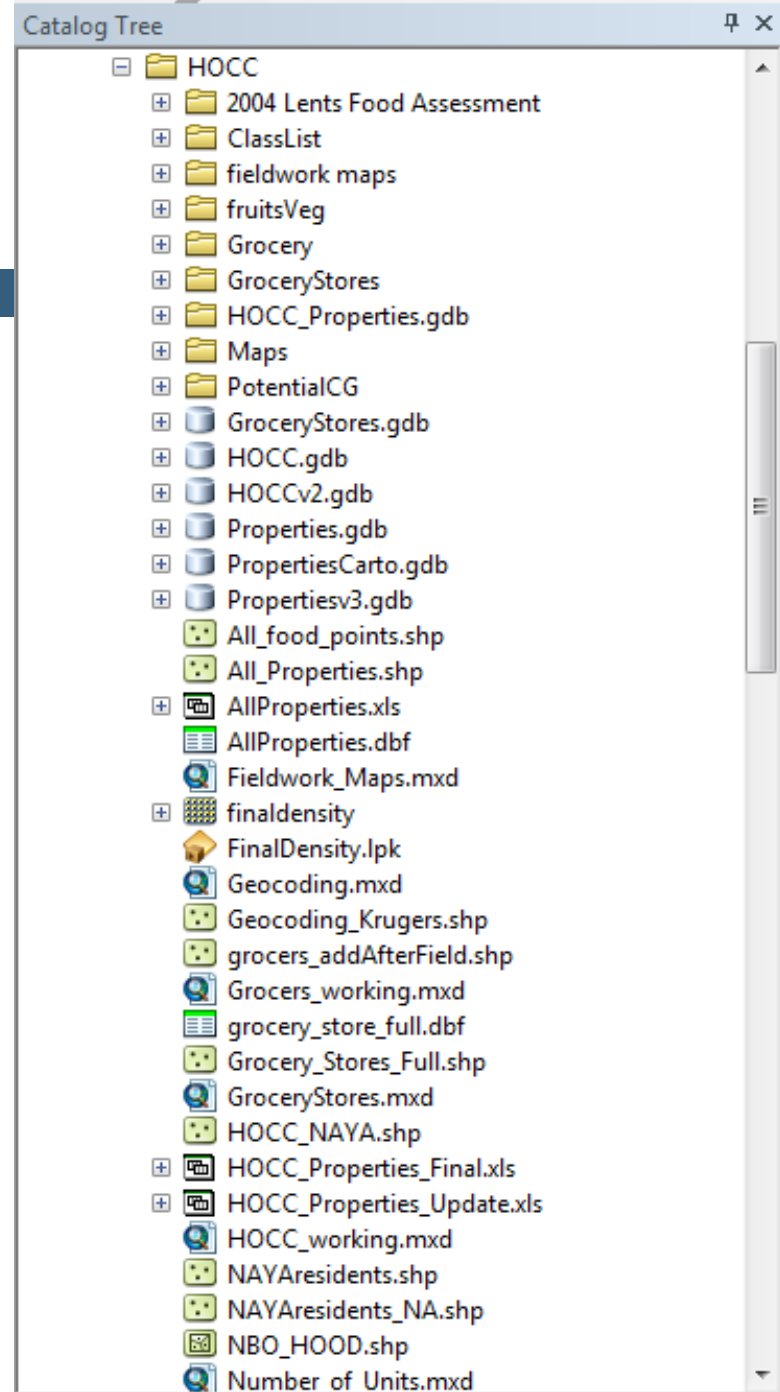 Catalog Tree
HOCC
2004 Lents Food Assessment
ClassList
fieldwork maps
fruitsVeg
Grocery
GroceryStores
HOCC_Properties.gdb
Maps
PotentialCG
GroceryStores.gdb
HOCC.gdb
HOCCv2.gdb
Properties.gdb
PropertiesCarto.gdb
Propertiesv3.gdb
All_food_points.shp
All_Properties.shp
AllProperties.xls
AllProperties.dbf
Fieldwork_Maps.mxd
finaldensity
FinalDensity.lpk
Geocoding.mxd
Geocoding_Krugers.shp
grocers_addAfterField.shp
Grocers_working.mxd
grocery_store_full.dbf
Grocery_Stores_Full.shp
GroceryStores.mxd
HOCC_NAYA.shp
HOCC_Properties_Final.xls
HOCC_Properties_Update.xls
HOCC_working.mxd
NAYAresidents.shp
NAYAresidents_NA.shp
NBO_HOOD.shp
Number of Units.mxd